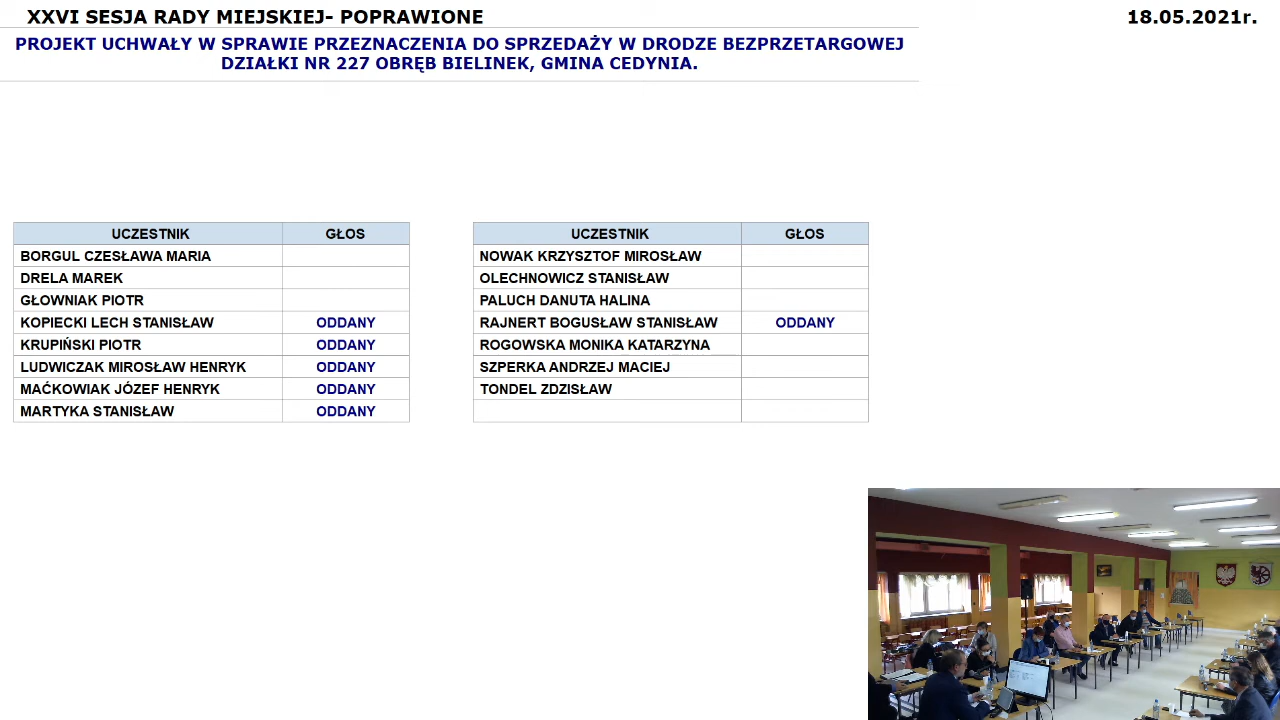 XXVI SESJA RADY MIEJSKIEJ- POPRAWIONE 18.05.2021r.
PROJEKT UCHWAŁY W SPRAWIE PRZEZNACZENIA DO SPRZEDAŻY W DRODZE BEZPRZETARGOWEJ
DZIAŁKI NR 227 OBRĘB BIELINEK, GMINA CEDYNIA.
UCZESTNIK GŁOS
BORGUL CZESŁAWA MARIA
DRELA MAREK
GŁOWNIAK PIOTR
KOPIECKI LECH STANISŁAW ODDANY
KRUPIŃSKI PIOTR ODDANY
LUDWICZAK MIROSŁAW HENRYK ODDANY
MAĆKOWIAK JÓZEF HENRYK ODDANY
MARTYKA STANISŁAW ODDANY
UCZESTNIK GŁOS
NOWAK KRZYSZTOF MIROSŁAW
OLECHNOWICZ STANISŁAW
PALUCH DANUTA HALINA
RAJNERT BOGUSŁAW STANISŁAW ODDANY
ROGOWSKA MONIKA KATARZYNA
SZPERKA ANDRZEJ MACIEJ
TONDEL ZDZISŁAW